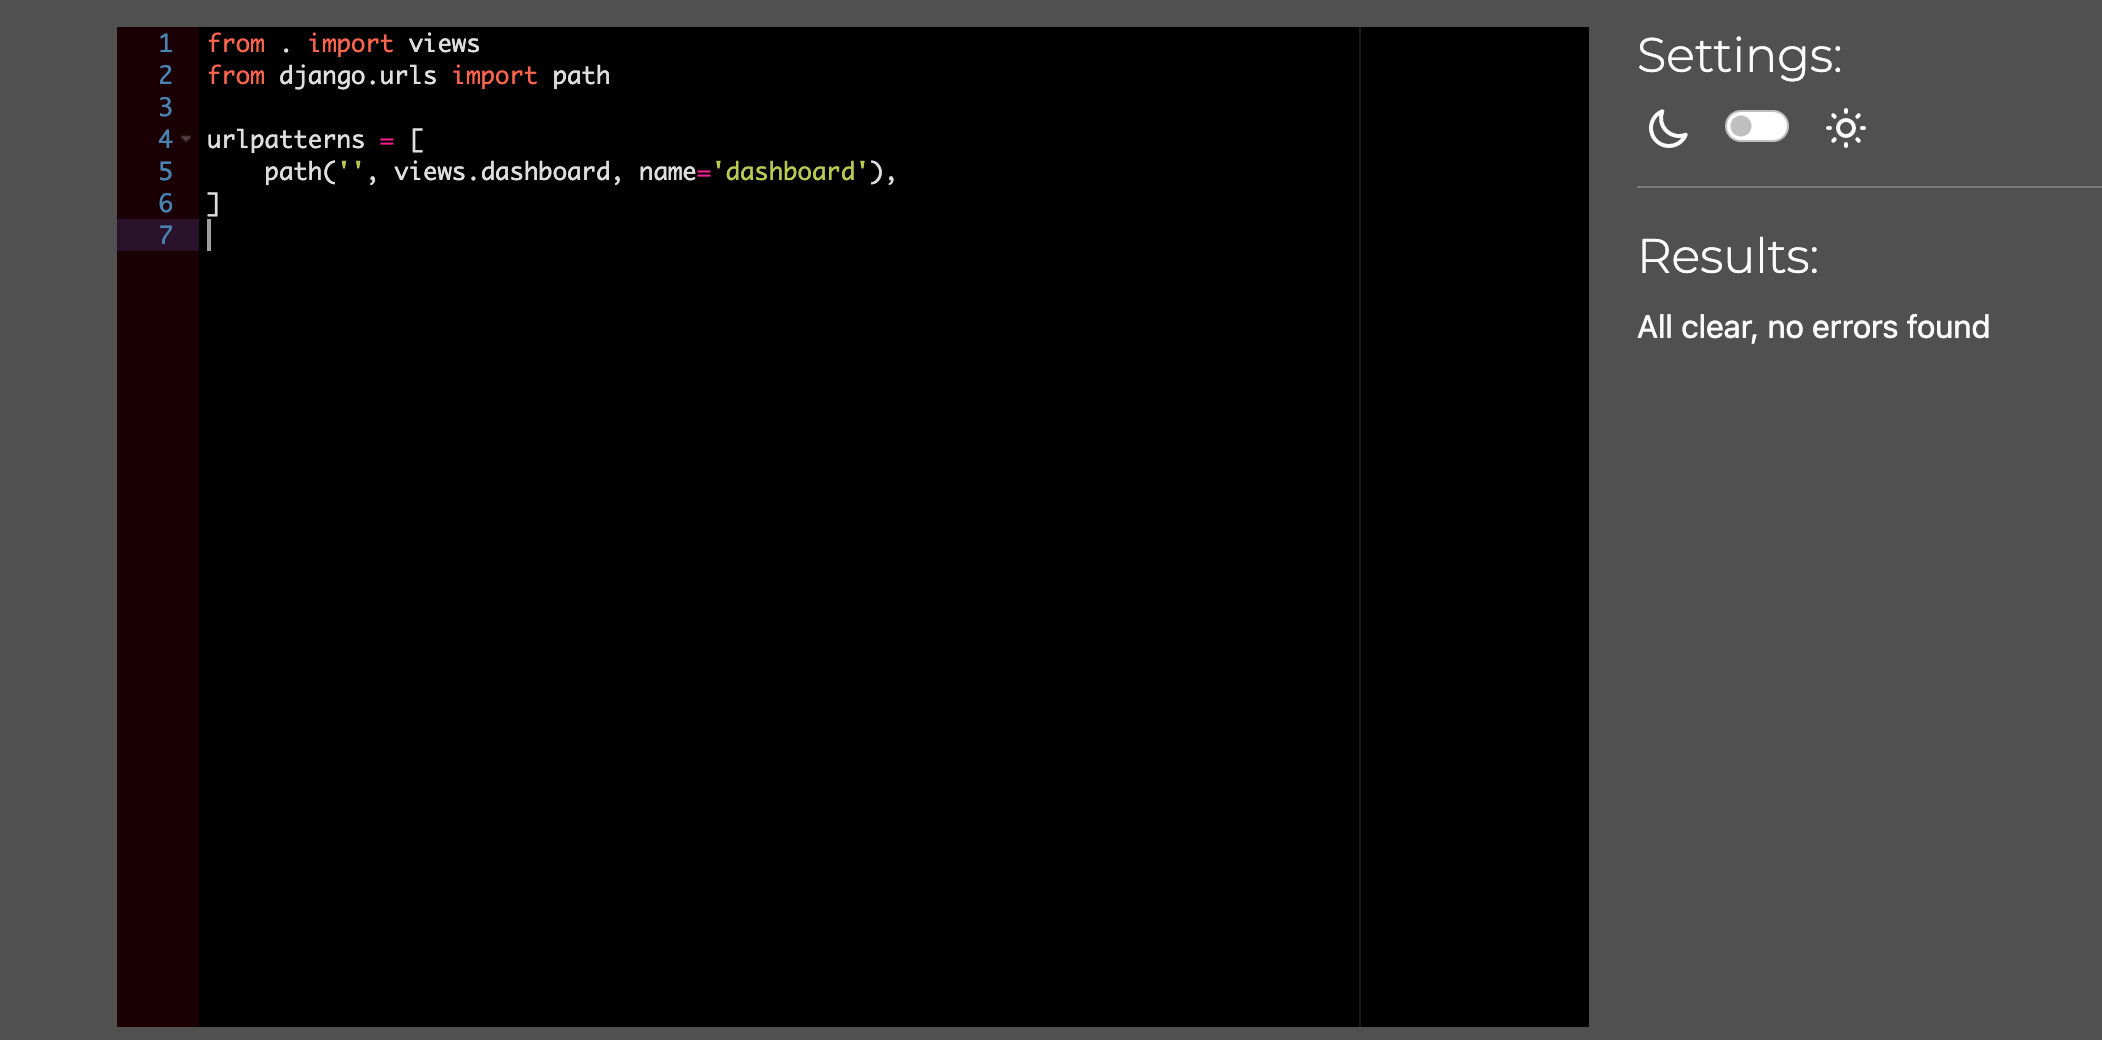 1 from . import views
2 from django.urls import path
3
4 urlpatterns = [
5     path('', views.dashboard, name='dashboard'),
6 ]
7
Settings:
Results:
All clear, no errors found